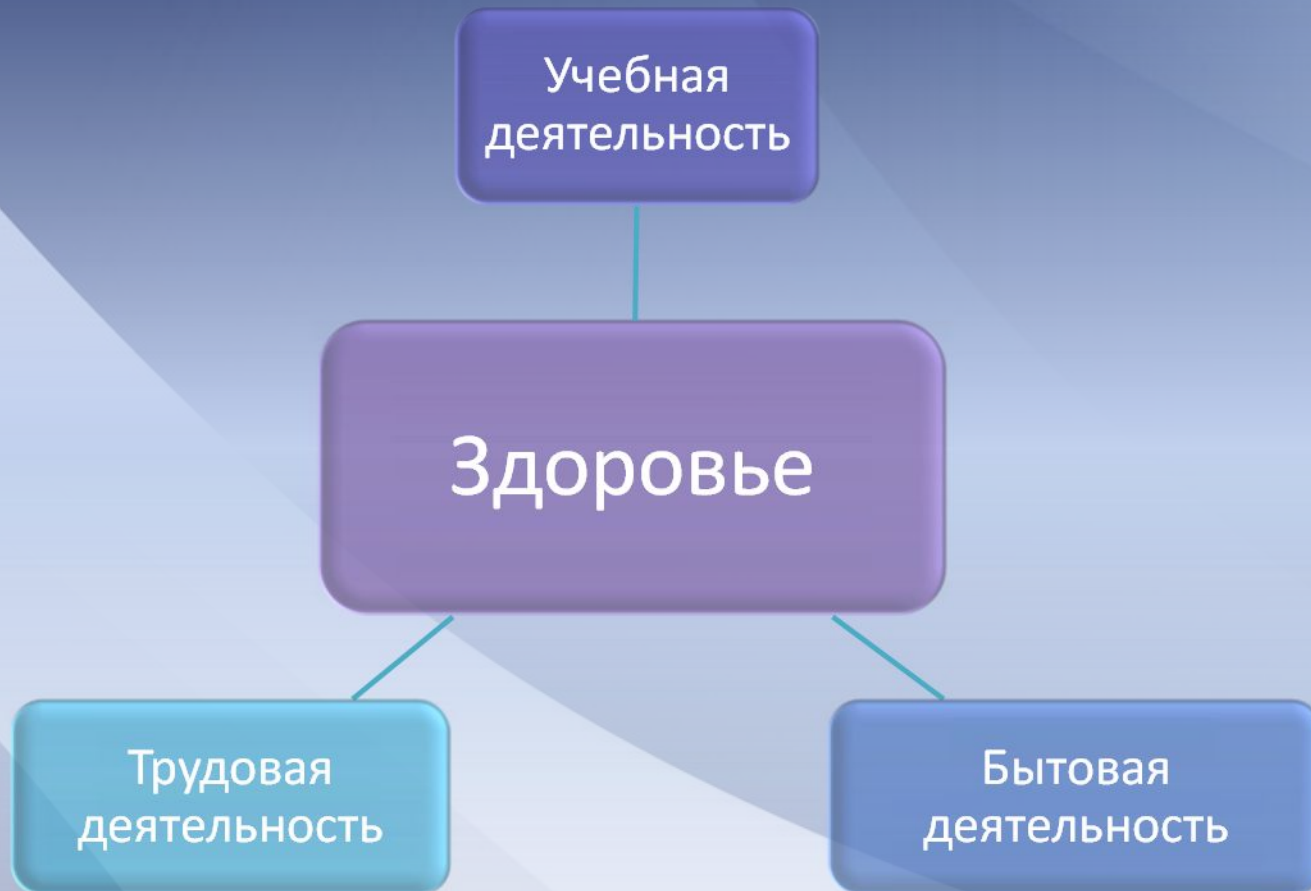 Учебная
деятельность
Здоровье
Трудовая
деятельность
Бытовая
деятельность